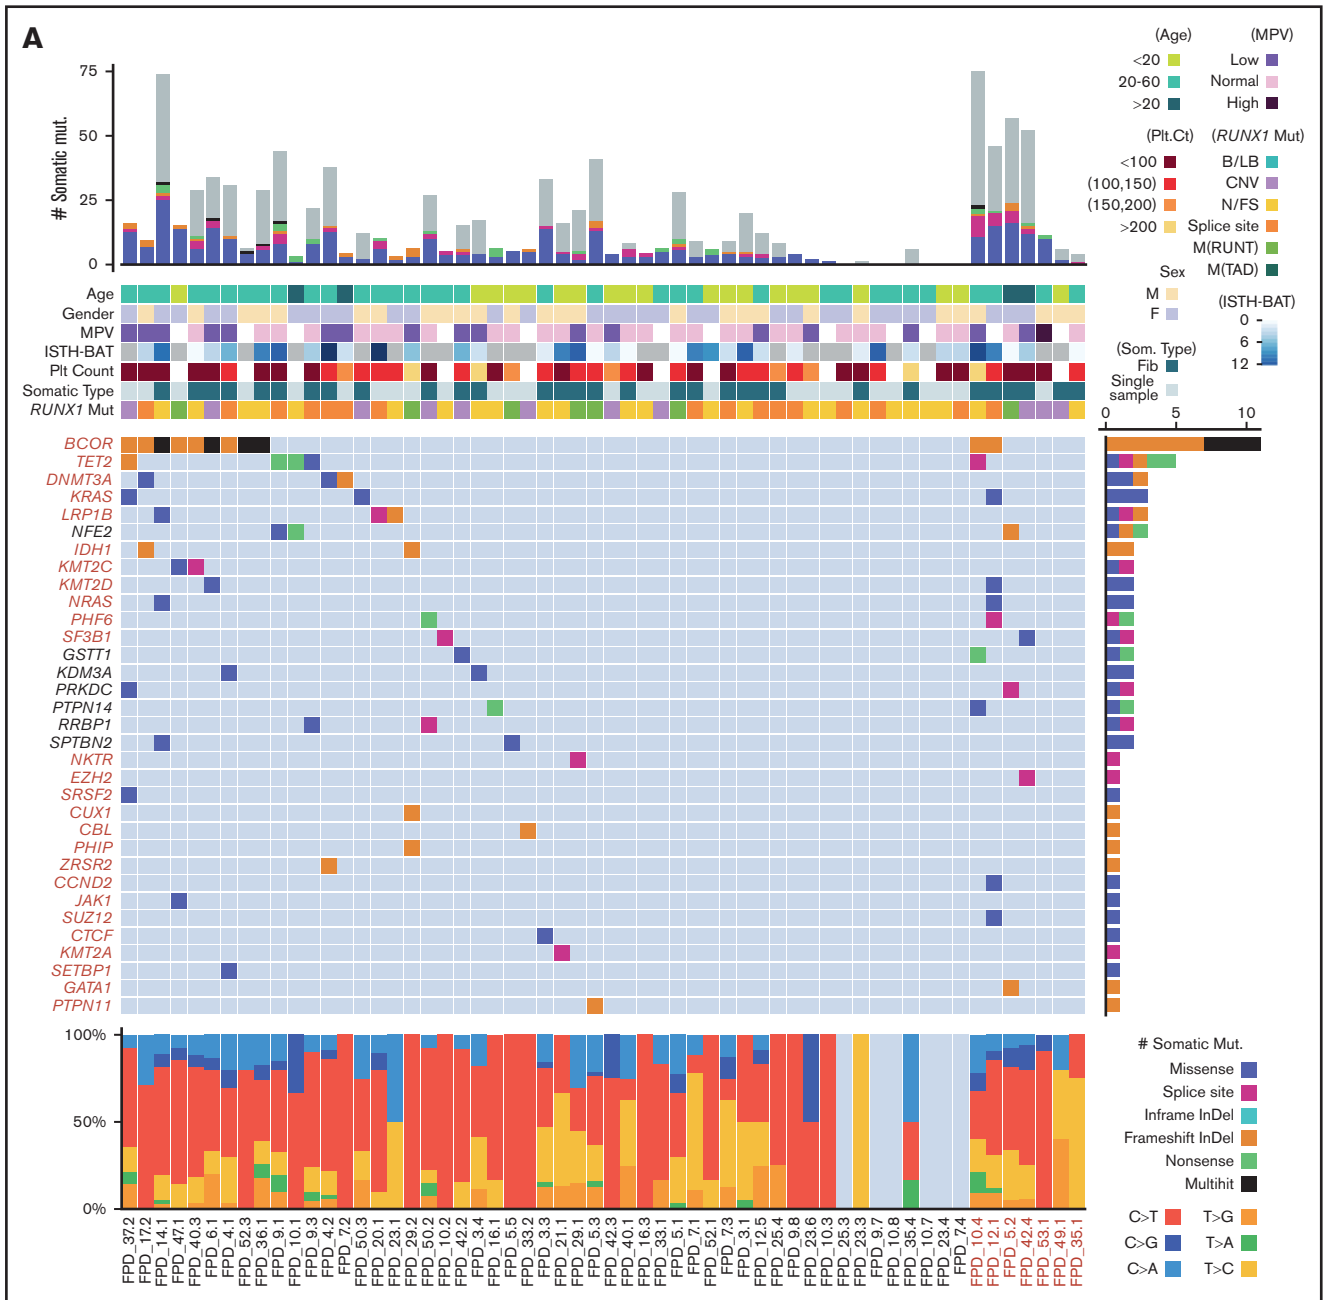 A
# Somatic mut.
75
50
25
0
(Age)
<20
20-60
>20
(MPV)
Low
Normal
High
(Plt.Ct)
<100
(100,150)
(150,200)
>200
(RUNX1 Mut)
B/LB
CNV
N/FS
Splice site
M(RUNT)
M(TAD)
Sex
M
F
(ISTH-BAT)
0
6
12
(Som. Type)
Fib
Single
sample
Age
Gender
MPV
ISTH-BAT
Plt Count
Somatic Type
RUNX1 Mut
0 5 10
BCOR
TET2
DNMT3A
KRAS
LRP1B
NFE2
IDH1
KMT2C
KMT2D
NRAS
PHF6
SF3B1
GSTT1
KDM3A
PRKDC
PTPN14
RRBP1
SPTBN2
NKTR
EZH2
SRSF2
CUX1
CBL
PHIP
ZRSR2
CCND2
JAK1
SUZ12
CTCF
KMT2A
SETBP1
GATA1
PTPN11
100%
50%
0%
FPD_37.2
FPD_17.2
FPD_14.1
FPD_47.1
FPD_40.3
FPD_6.1
FPD_4.1
FPD_52.3
FPD_36.1
FPD_9.1
FPD_10.1
FPD_9.3
FPD_4.2
FPD_7.2
FPD_50.3
FPD_20.1
FPD_23.1
FPD_29.2
FPD_50.2
FPD_10.2
FPD_42.2
FPD_3.4
FPD_16.1
FPD_5.5
FPD_33.2
FPD_3.3
FPD_21.1
FPD_29.1
FPD_5.3
FPD_42.3
FPD_40.1
FPD_16.3
FPD_33.1
FPD_5.1
FPD_7.1
FPD_52.1
FPD_7.3
FPD_3.1
FPD_12.5
FPD_25.4
FPD_9.8
FPD_23.6
FPD_10.3
FPD_25.3
FPD_23.3
FPD_9.7
FPD_10.8
FPD_35.4
FPD_10.7
FPD_23.4
FPD_7.4
FPD_10.4
FPD_12.1
FPD_5.2
FPD_42.4
FPD_53.1
FPD_49.1
FPD_35.1
# Somatic Mut.
Missense
Splice site
Inframe InDel
Frameshift InDel
Nonsense
Multihit
C>T T>G
C>G T>A
C>A T>C